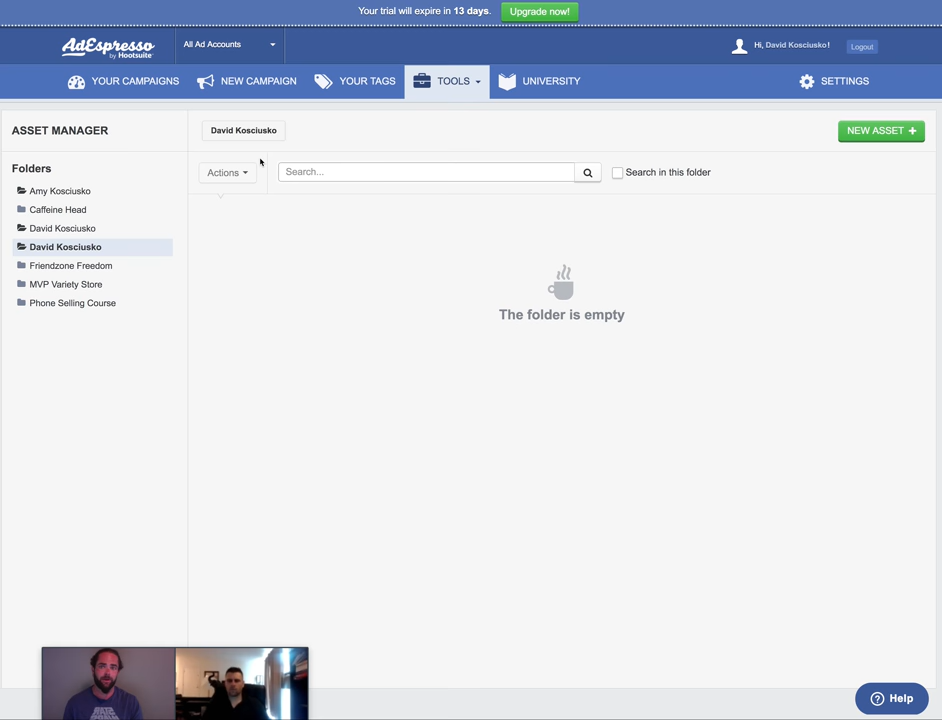 Your trial will expire in 13 days. Upgrade now!
AdEspresso
by Hootsuite
All Ad Accounts
Hi, David Kosciusko!
Logout
YOUR CAMPAIGNS
NEW CAMPAIGN
YOUR TAGS
TOOLS
UNIVERSITY
SETTINGS
ASSET MANAGER
David Kosciusko
NEW ASSET +
Folders
Actions
Search...
Search in this folder
Amy Kosciusko
Caffeine Head
David Kosciusko
David Kosciusko
Friendzone Freedom
MVP Variety Store
Phone Selling Course
The folder is empty
Help